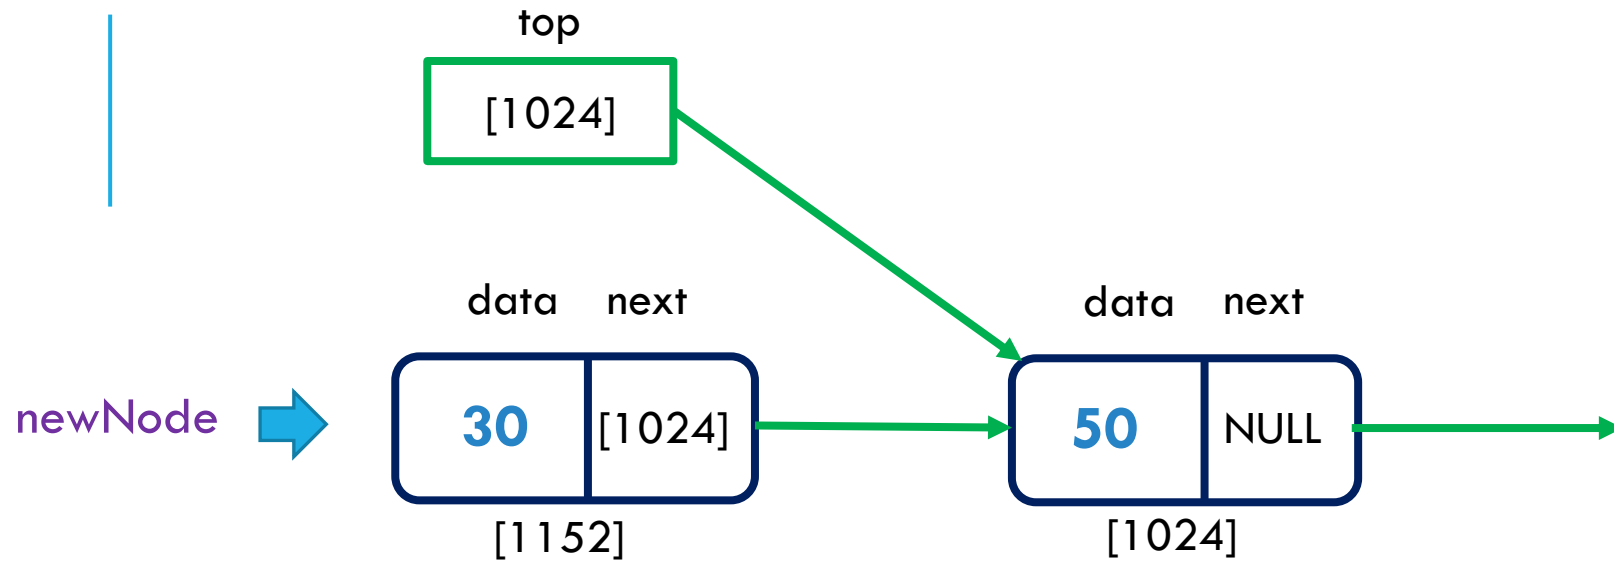 top
[1024]
data next
data next
newNode
30 [1024]
50 NULL
[1152]
[1024]